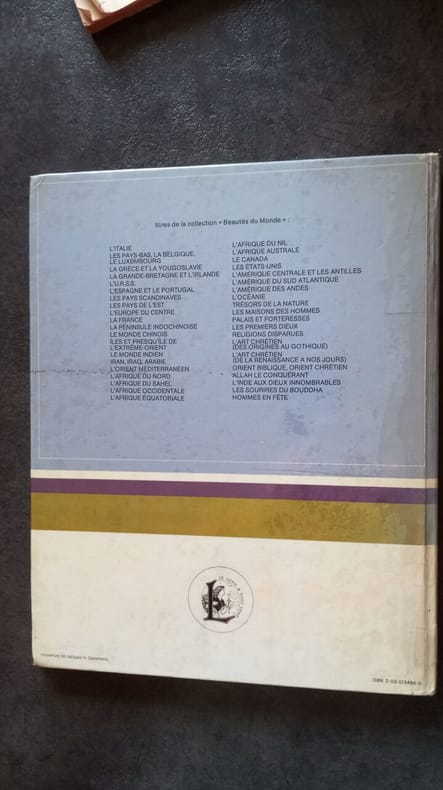 titres de la collection « Beautés du Monde » :
L'ITALIE
LES PAYS-BAS, LA BELGIQUE,
LE LUXEMBOURG
LA GRÈCE ET LA YOUGOSLAVIE
LA GRANDE-BRETAGNE ET L'IRLANDE
L'U.R.S.S.
L'ESPAGNE ET LE PORTUGAL
LES PAYS SCANDINAVES
LES PAYS DE L'EST
L'EUROPE DU CENTRE
LA FRANCE
LA PÉNINSULE INDOCHINOISE
LE MONDE CHINOIS
ÎLES ET PRESQU'ÎLE DE
L'EXTRÊME-ORIENT
LE MONDE INDIEN
IRAN, IRAQ, ARABIE
L'ORIENT MÉDITERRANÉEN
L'AFRIQUE DU NORD
L'AFRIQUE DU SAHEL
L'AFRIQUE OCCIDENTALE
L'AFRIQUE ÉQUATORIALE
L'AFRIQUE DU NIL
L'AFRIQUE AUSTRALE
LE CANADA
LES ÉTATS-UNIS
L'AMÉRIQUE CENTRALE ET LES ANTILLES
L'AMÉRIQUE DU SUD ATLANTIQUE
L'AMÉRIQUE DES ANDES
L'OCÉANIE
TRÉSORS DE LA NATURE
LES MAISONS DES HOMMES
PALAIS ET FORTERESSES
LES PREMIERS DIEUX
RELIGIONS DISPARUES
L'ART CHRÉTIEN
(DES ORIGINES AU GOTHIQUE)
L'ART CHRÉTIEN
(DE LA RENAISSANCE A NOS JOURS)
ORIENT BIBLIQUE, ORIENT CHRÉTIEN
ALLAH LE CONQUÉRANT
L'INDE AUX DIEUX INNOMBRABLES
LES SOURIRES DU BOUDDHA
HOMMES EN FÊTE
L
couverture de Jacques
ISBN